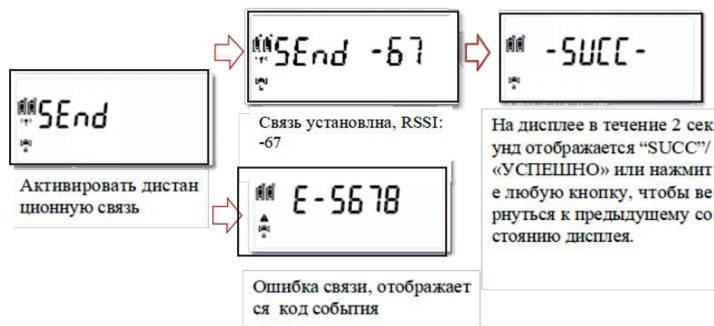 SEnd -67
-SUCC-
SEnd
Связь установлна, RSSI:
-67
На дисплее в течение 2 сек
унд отображается “SUCC”/
«УСПЕШНО» или нажмит
е любую кнопку, чтобы ве
рнуться к предыдущему со
стоянию дисплея.
Активировать дистан
ционную связь
E-5678
Ошибка связи, отображает
ся код события